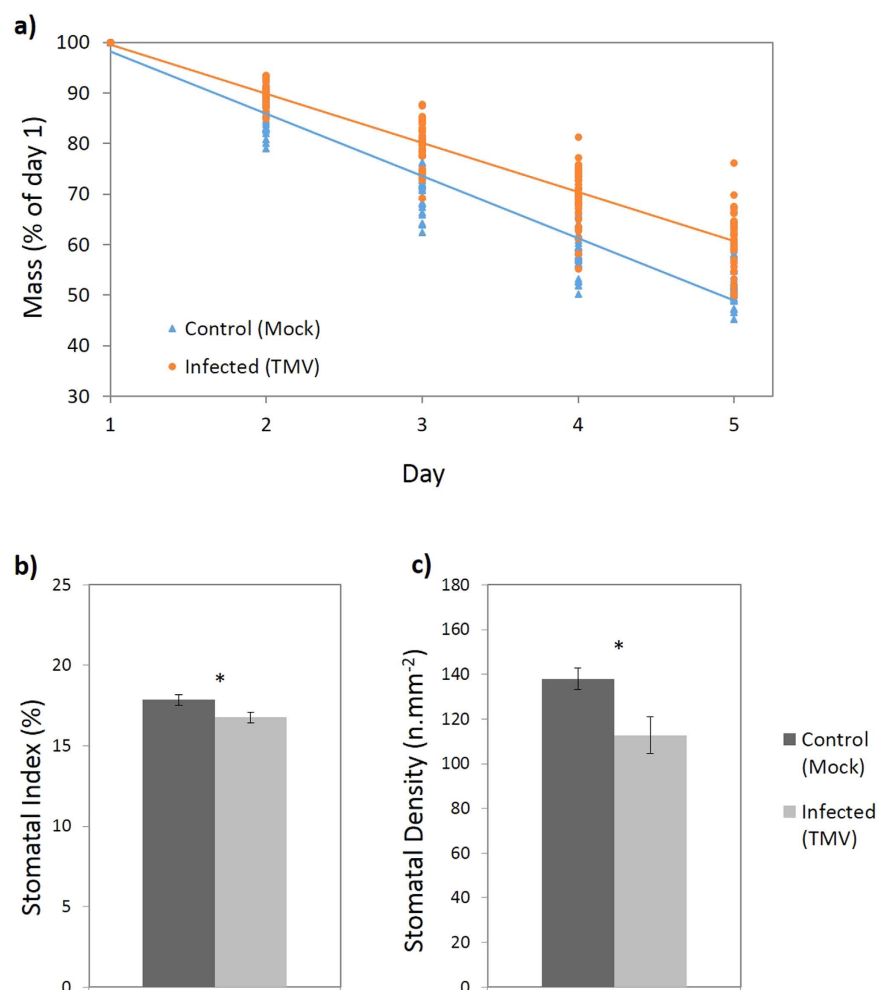 a)
Mass (% of day 1)
100
90
80
70
60
50
40
30
Control (Mock)
Infected (TMV)
1 2 3 4 5
Day
b)
Stomatal Index (%)
25
20
15
10
5
0
*
c)
Stomatal Density (n.mm⁻²)
180
160
140
120
100
80
60
40
20
0
*
Control
(Mock)
Infected
(TMV)